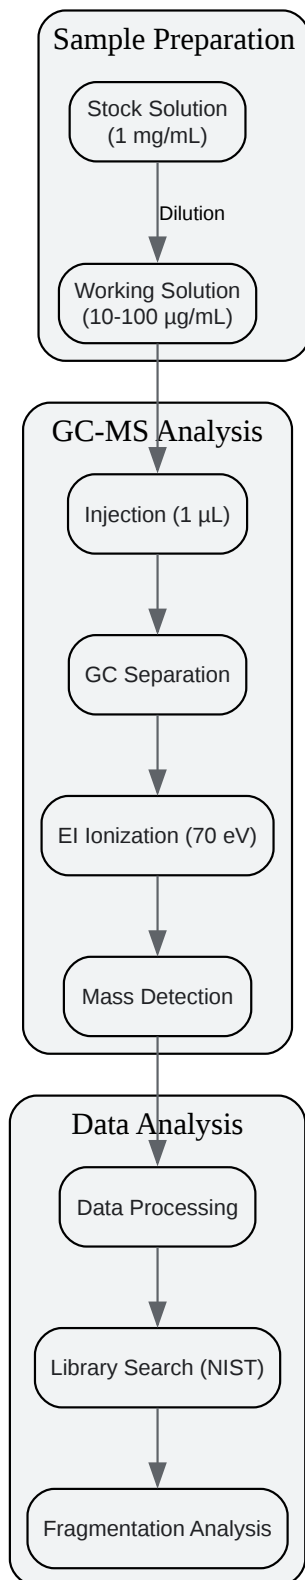 Sample Preparation
Stock Solution
(1 mg/mL)
Dilution
Working Solution
(10-100 µg/mL)
GC-MS Analysis
Injection (1 µL)
GC Separation
EI Ionization (70 eV)
Mass Detection
Data Analysis
Data Processing
Library Search (NIST)
Fragmentation Analysis